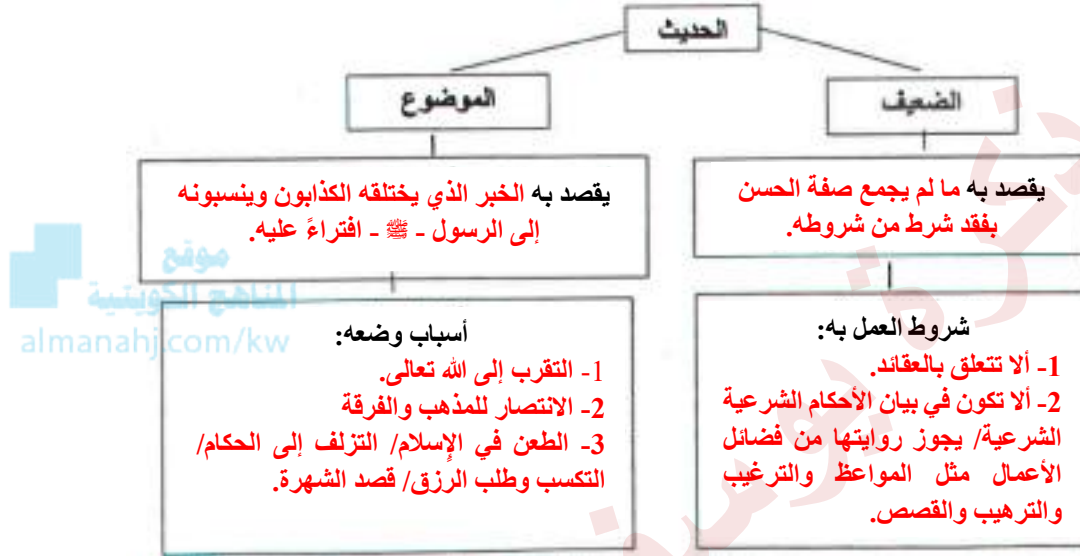 الحديث
الضعيف
الموضوع
يقصد به ما لم يجمع صفة الحسن
بفقد شرط من شروطه.
يقصد به الخبر الذي يختلقه الكذابون وينسبونه
إلى الرسول - ﷺ - افتراءً عليه.
شروط العمل به:
1- ألا تتعلق بالعقائد.
2- ألا تكون في بيان الأحكام الشرعية
الشرعية/ يجوز روايتها من فضائل
الأعمال مثل المواعظ والترغيب
والترهيب والقصص.
أسباب وضعه:
1- التقرب إلى الله تعالى.
2- الانتصار للمذهب والفرقة
3- الطعن في الإسلام/ التزلف إلى الحكام/
التكسب وطلب الرزق/ قصد الشهرة.
موقع
المناهج الكويتية
almanahj.com/kw